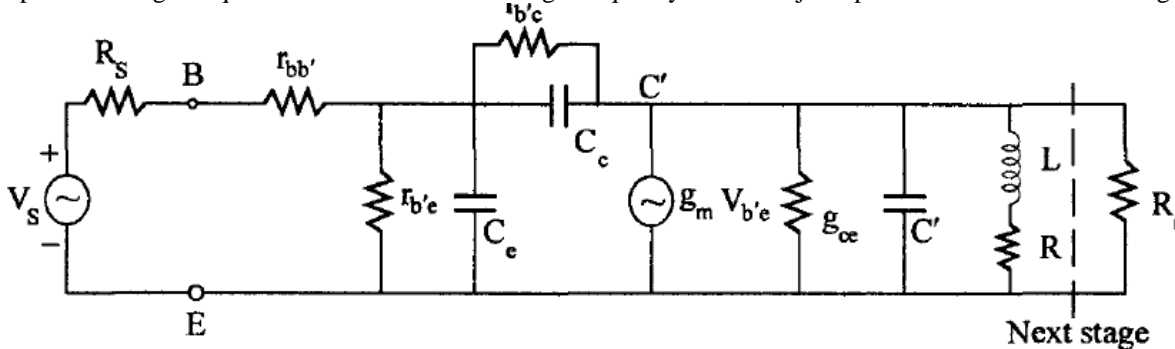 r_b'c
R_S
B
r_bb'
C'
C_c
+
V_S
−
r_b'e
C_e
g_m V_b'e
g_ce
C'
L
R
R
E
Next stage